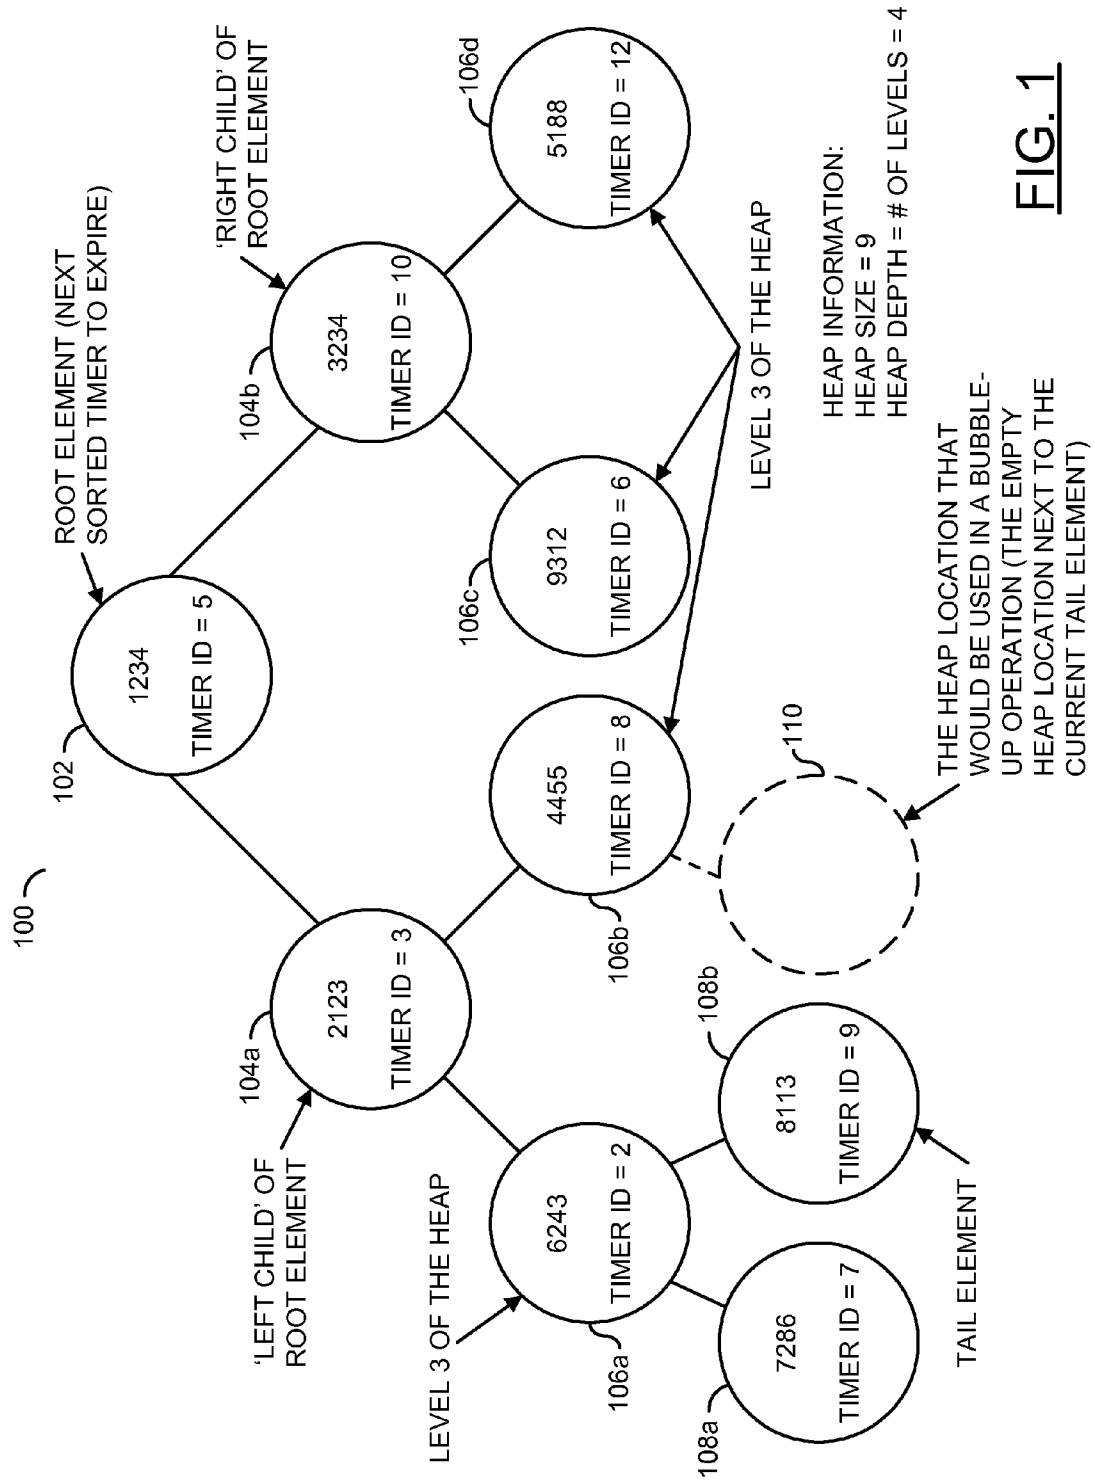 100
102
ROOT ELEMENT (NEXT
SORTED TIMER TO EXPIRE)
1234
TIMER ID = 5
'LEFT CHILD' OF
ROOT ELEMENT
104a
2123
TIMER ID = 3
104b
3234
TIMER ID = 10
'RIGHT CHILD' OF
ROOT ELEMENT
LEVEL 3 OF THE HEAP
106a
6243
TIMER ID = 2
106b
4455
TIMER ID = 8
106c
9312
TIMER ID = 6
106d
5188
TIMER ID = 12
LEVEL 3 OF THE HEAP
108a
7286
TIMER ID = 7
108b
8113
TIMER ID = 9
110
TAIL ELEMENT
THE HEAP LOCATION THAT
WOULD BE USED IN A BUBBLE-
UP OPERATION (THE EMPTY
HEAP LOCATION NEXT TO THE
CURRENT TAIL ELEMENT)
HEAP INFORMATION:
HEAP SIZE = 9
HEAP DEPTH = # OF LEVELS = 4
FIG. 1